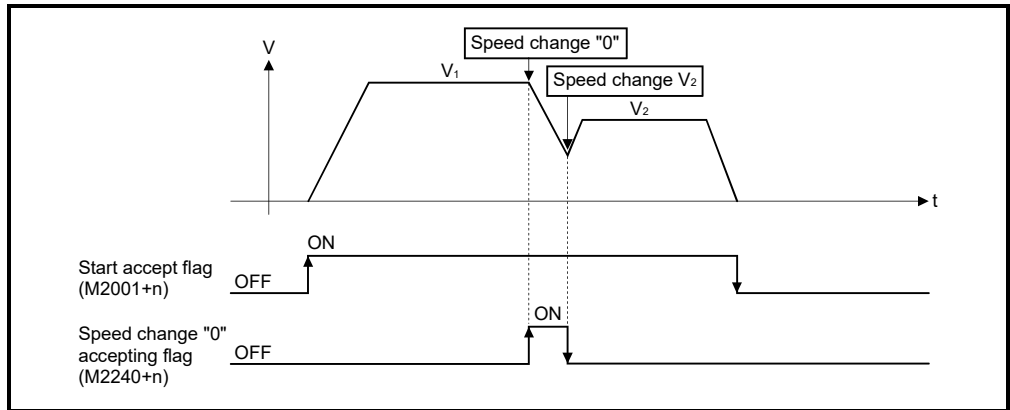 Speed change "0"
V
V₁
Speed change V₂
V₂
t
ON
Start accept flag
(M2001+n)
OFF
ON
Speed change "0"
accepting flag
(M2240+n)
OFF